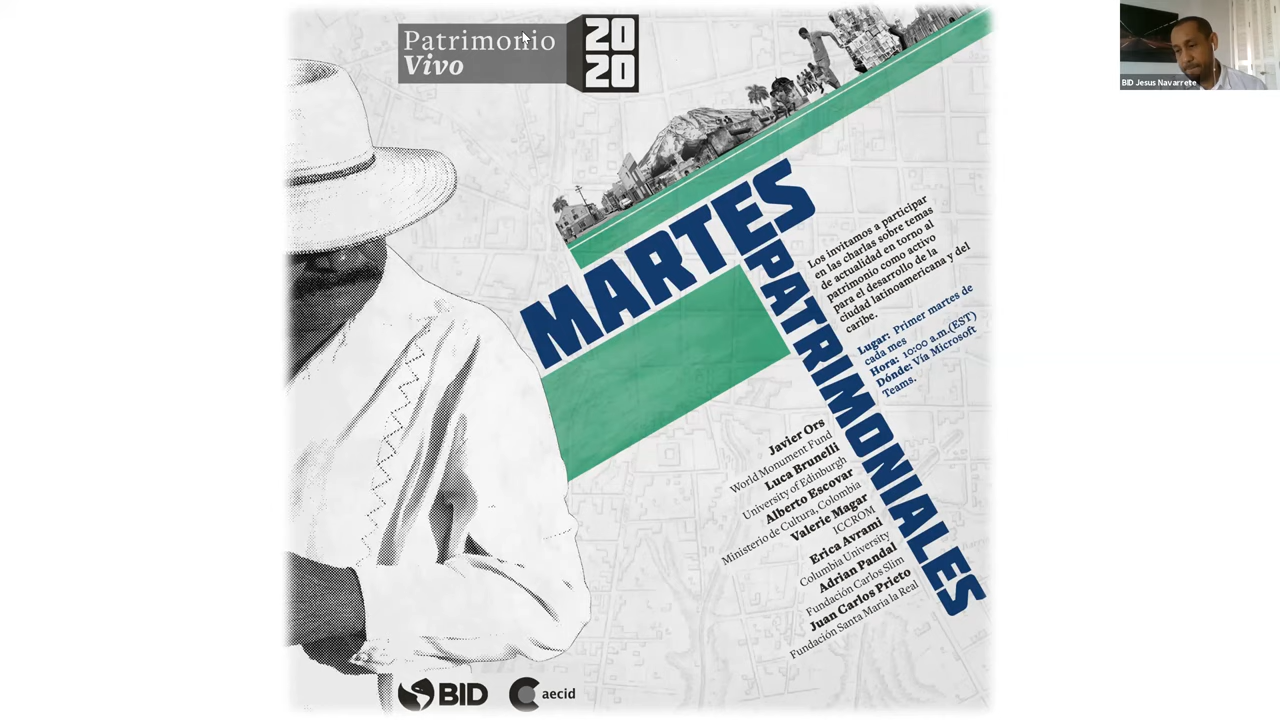 Patrimonio
Vivo
20
20
BID Jesus Navarrete
MARTES
PATRIMONIALES
Los invitamos a participar
en las charlas sobre temas
de actualidad en torno al
patrimonio como activo
para el desarrollo de la
ciudad latinoamericana y del
caribe.
Lugar: Primer martes de
cada mes
Hora: 10:00 a.m.(EST)
Dónde: Vía Microsoft
Teams.
Javier Ors
World Monument Fund
Luca Brunelli
University of Edinburgh
Alberto Escovar
Ministerio de Cultura, Colombia
Valerie Magar
ICCROM
Erica Avrami
Columbia University
Adrian Pandal
Fundación Carlos Slim
Juan Carlos Prieto
Fundación Santa María la Real
BID
aecid